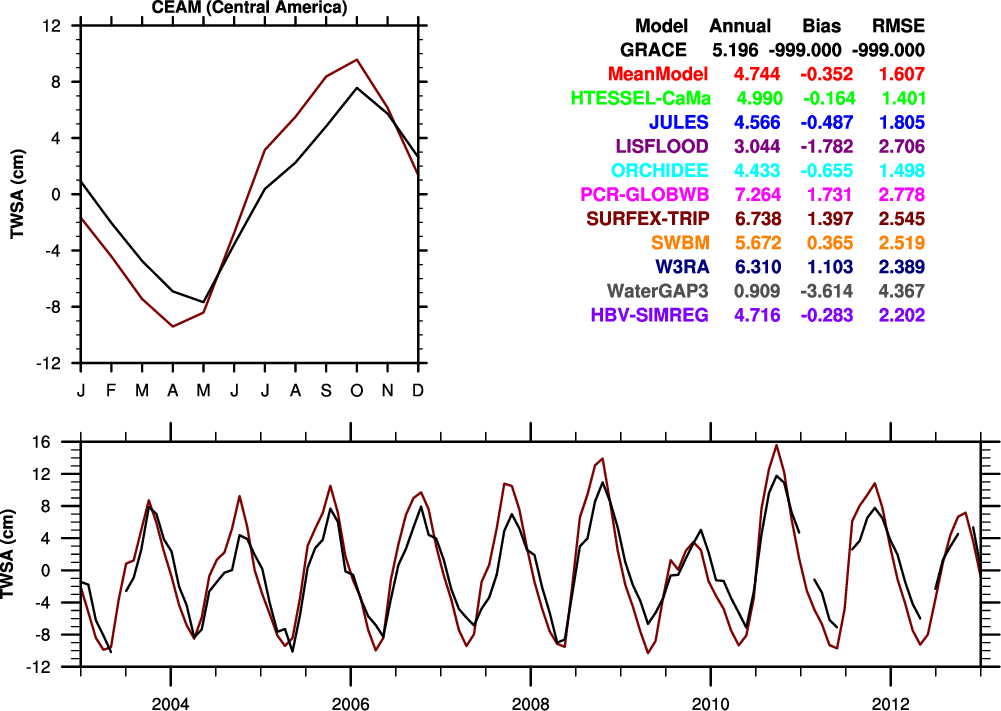 CEAM (Central America)
12
8
4
0
-4
-8
-12
TWSA (cm)
J F M A M J J A S O N D
Model Annual Bias RMSE
GRACE 5.196 -999.000 -999.000
MeanModel 4.744 -0.352 1.607
HTESSEL-CaMa 4.990 -0.164 1.401
JULES 4.566 -0.487 1.805
LISFLOOD 3.044 -1.782 2.706
ORCHIDEE 4.433 -0.655 1.498
PCR-GLOBWB 7.264 1.731 2.778
SURFEX-TRIP 6.738 1.397 2.545
SWBM 5.672 0.365 2.519
W3RA 6.310 1.103 2.389
WaterGAP3 0.909 -3.614 4.367
HBV-SIMREG 4.716 -0.283 2.202
16
12
8
4
0
-4
-8
-12
TWSA (cm)
2004 2006 2008 2010 2012